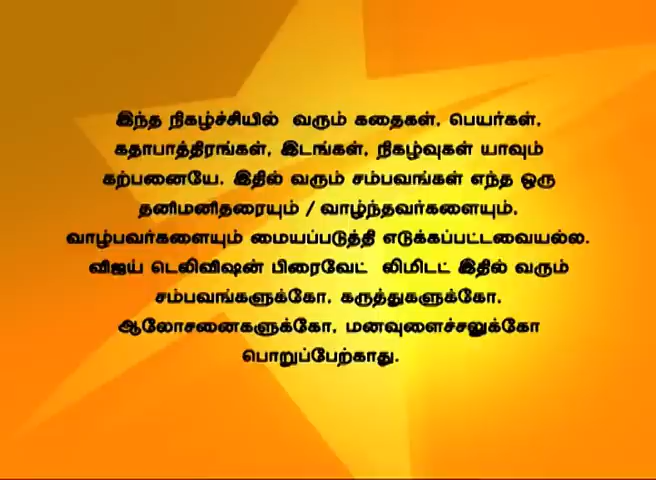 இந்த நிகழ்ச்சியில் வரும் கதைகள், பெயர்கள்,
கதாபாத்திரங்கள், இடங்கள், நிகழ்வுகள் யாவும்
கற்பனையே. இதில் வரும் சம்பவங்கள் எந்த ஒரு
தனிமனிதரையும் / வாழ்ந்தவர்களையும்,
வாழ்பவர்களையும் மையப்படுத்தி எடுக்கப்பட்டவையல்ல.
விஜய் டெலிவிஷன் பிரைவேட் லிமிடட் இதில் வரும்
சம்பவங்களுக்கோ, கருத்துகளுக்கோ,
ஆலோசனைகளுக்கோ, மனவுளைச்சலுக்கோ
பொறுப்பேற்காது.